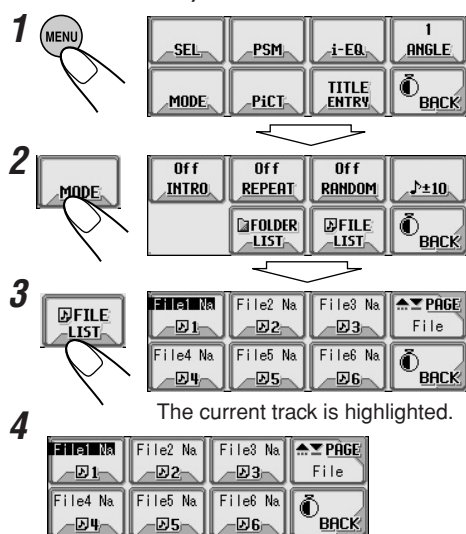 1
MENU
SEL PSM i-EQ 1 ANGLE
MODE PiCT TITLE ENTRY BACK
2
MODE
Off INTRO Off REPEAT Off RANDOM ♪±10
FOLDER LIST ♪FILE LIST BACK
3
♪FILE LIST
File1 Na ♪1 File2 Na ♪2 File3 Na ♪3 ▲▼ PAGE File
File4 Na ♪4 File5 Na ♪5 File6 Na ♪6 BACK
The current track is highlighted.
4
File1 Na ♪1 File2 Na ♪2 File3 Na ♪3 ▲▼ PAGE File
File4 Na ♪4 File5 Na ♪5 File6 Na ♪6 BACK